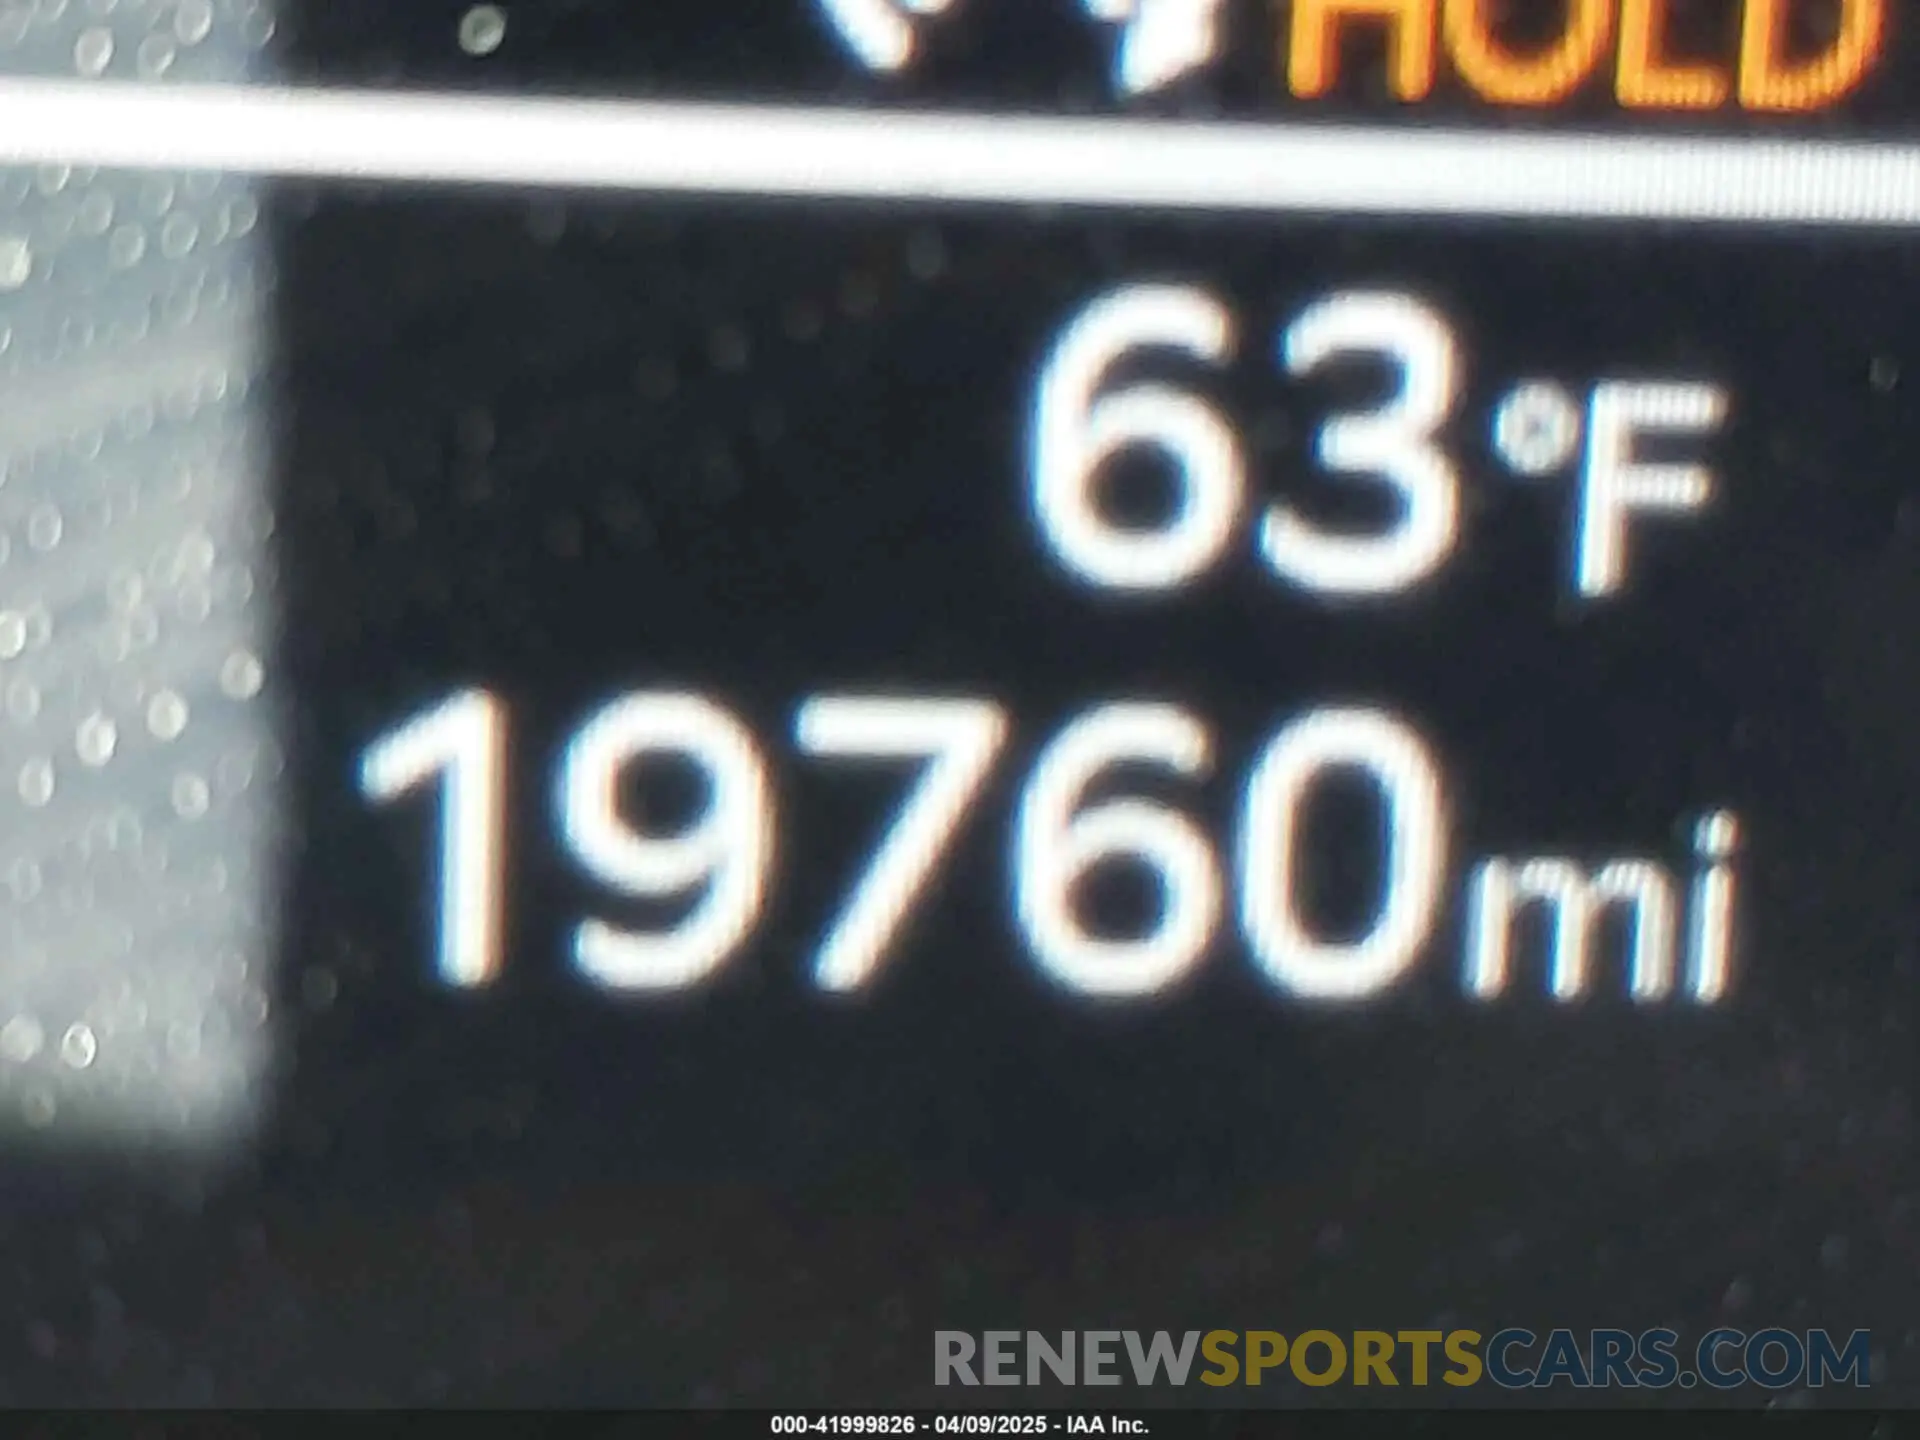 HOLD
63°F
19760mi
RENEWSPORTSCARS.COM
000-41999826 - 04/09/2025 - IAA Inc.